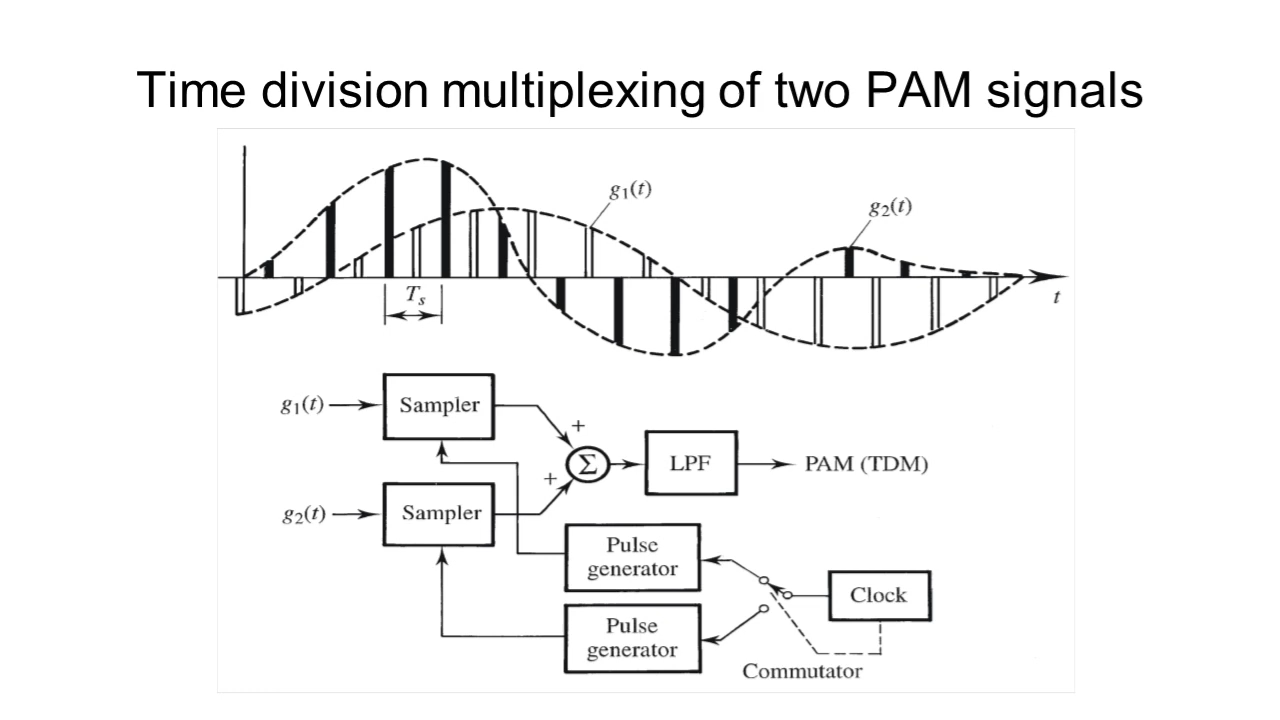 Time division multiplexing of two PAM signals
g₁(t)
g₂(t)
Tₛ
t
g₁(t)
Sampler
+
Σ
LPF
PAM (TDM)
+
g₂(t)
Sampler
Pulse
generator
Clock
Pulse
generator
Commutator